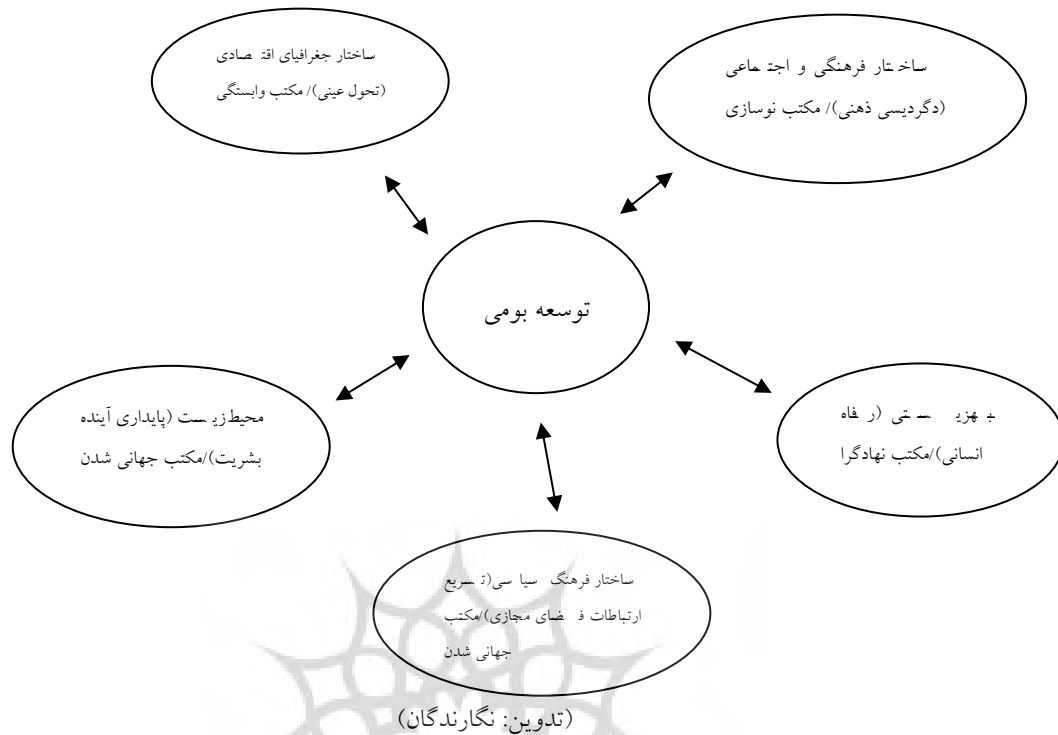 ساختار فرهنگی و اجتماعی
(دگردیسی ذهنی)/ مکتب نوسازی
ساختار جغرافیای اقتصادی
(تحول عینی)/ مکتب وابستگی
توسعه بومی
بهزیستی (رفاه
انسانی)/مکتب نهادگرا
محیط‌زیست (پایداری آینده
بشریت)/مکتب جهانی شدن
ساختار فرهنگ سیاسی(تسریع
ارتباطات فضای مجازی)/مکتب
جهانی شدن
(تدوین: نگارندگان)